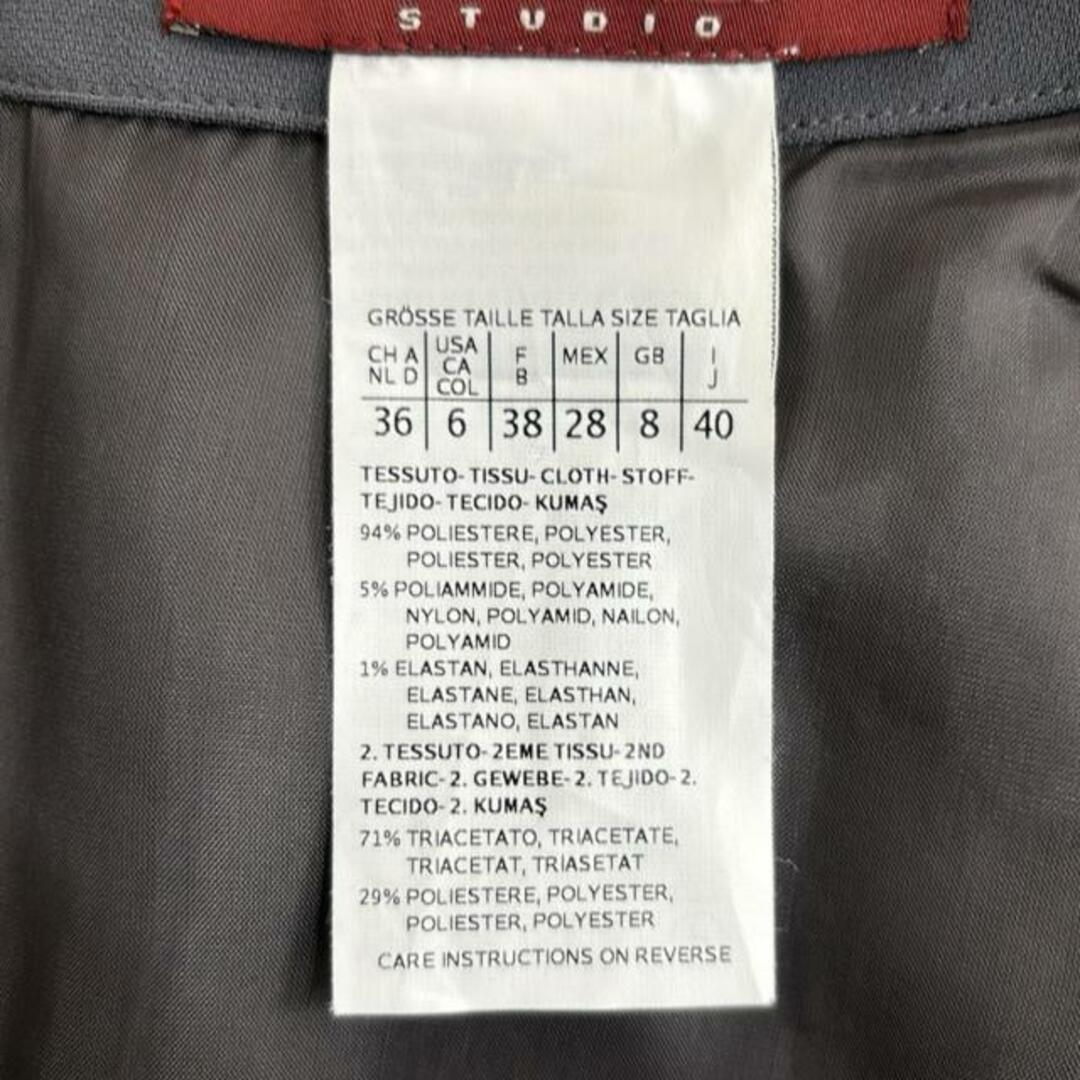 STUDIO
GRÖSSE TAILLE TALLA SIZE TAGLIA
CH A USA F MEX GB I
NL D CA B J
COL
36 6 38 28 8 40
TESSUTO- TISSU- CLOTH- STOFF-
TEJIDO- TECIDO- KUMAŞ
94% POLIESTERE, POLYESTER,
POLIESTER, POLYESTER
5% POLIAMMIDE, POLYAMIDE,
NYLON, POLYAMID, NAILON,
POLYAMID
1% ELASTAN, ELASTHANNE,
ELASTANE, ELASTHAN,
ELASTANO, ELASTAN
2. TESSUTO- 2EME TISSU- 2ND
FABRIC- 2. GEWEBE- 2. TEJIDO- 2.
TECIDO- 2. KUMAŞ
71% TRIACETATO, TRIACETATE,
TRIACETAT, TRIASETAT
29% POLIESTERE, POLYESTER,
POLIESTER, POLYESTER
CARE INSTRUCTIONS ON REVERSE